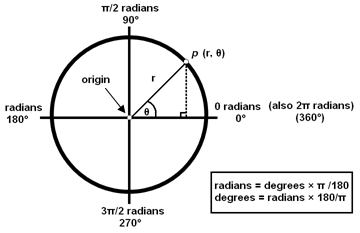 π/2 radians
90°
p (r, θ)
origin
r
θ
radians
180°
0 radians
0°
(also 2π radians)
(360°)
3π/2 radians
270°
radians = degrees × π /180
degrees = radians × 180/π